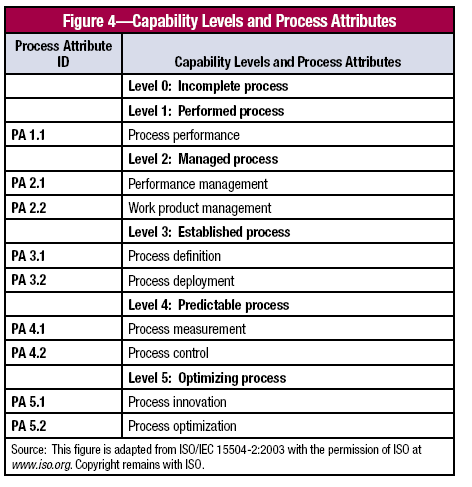 Figure 4—Capability Levels and Process Attributes
Process Attribute
ID
Capability Levels and Process Attributes
Level 0: Incomplete process
Level 1: Performed process
PA 1.1 Process performance
Level 2: Managed process
PA 2.1 Performance management
PA 2.2 Work product management
Level 3: Established process
PA 3.1 Process definition
PA 3.2 Process deployment
Level 4: Predictable process
PA 4.1 Process measurement
PA 4.2 Process control
Level 5: Optimizing process
PA 5.1 Process innovation
PA 5.2 Process optimization
Source: This figure is adapted from ISO/IEC 15504-2:2003 with the permission of ISO at
www.iso.org. Copyright remains with ISO.